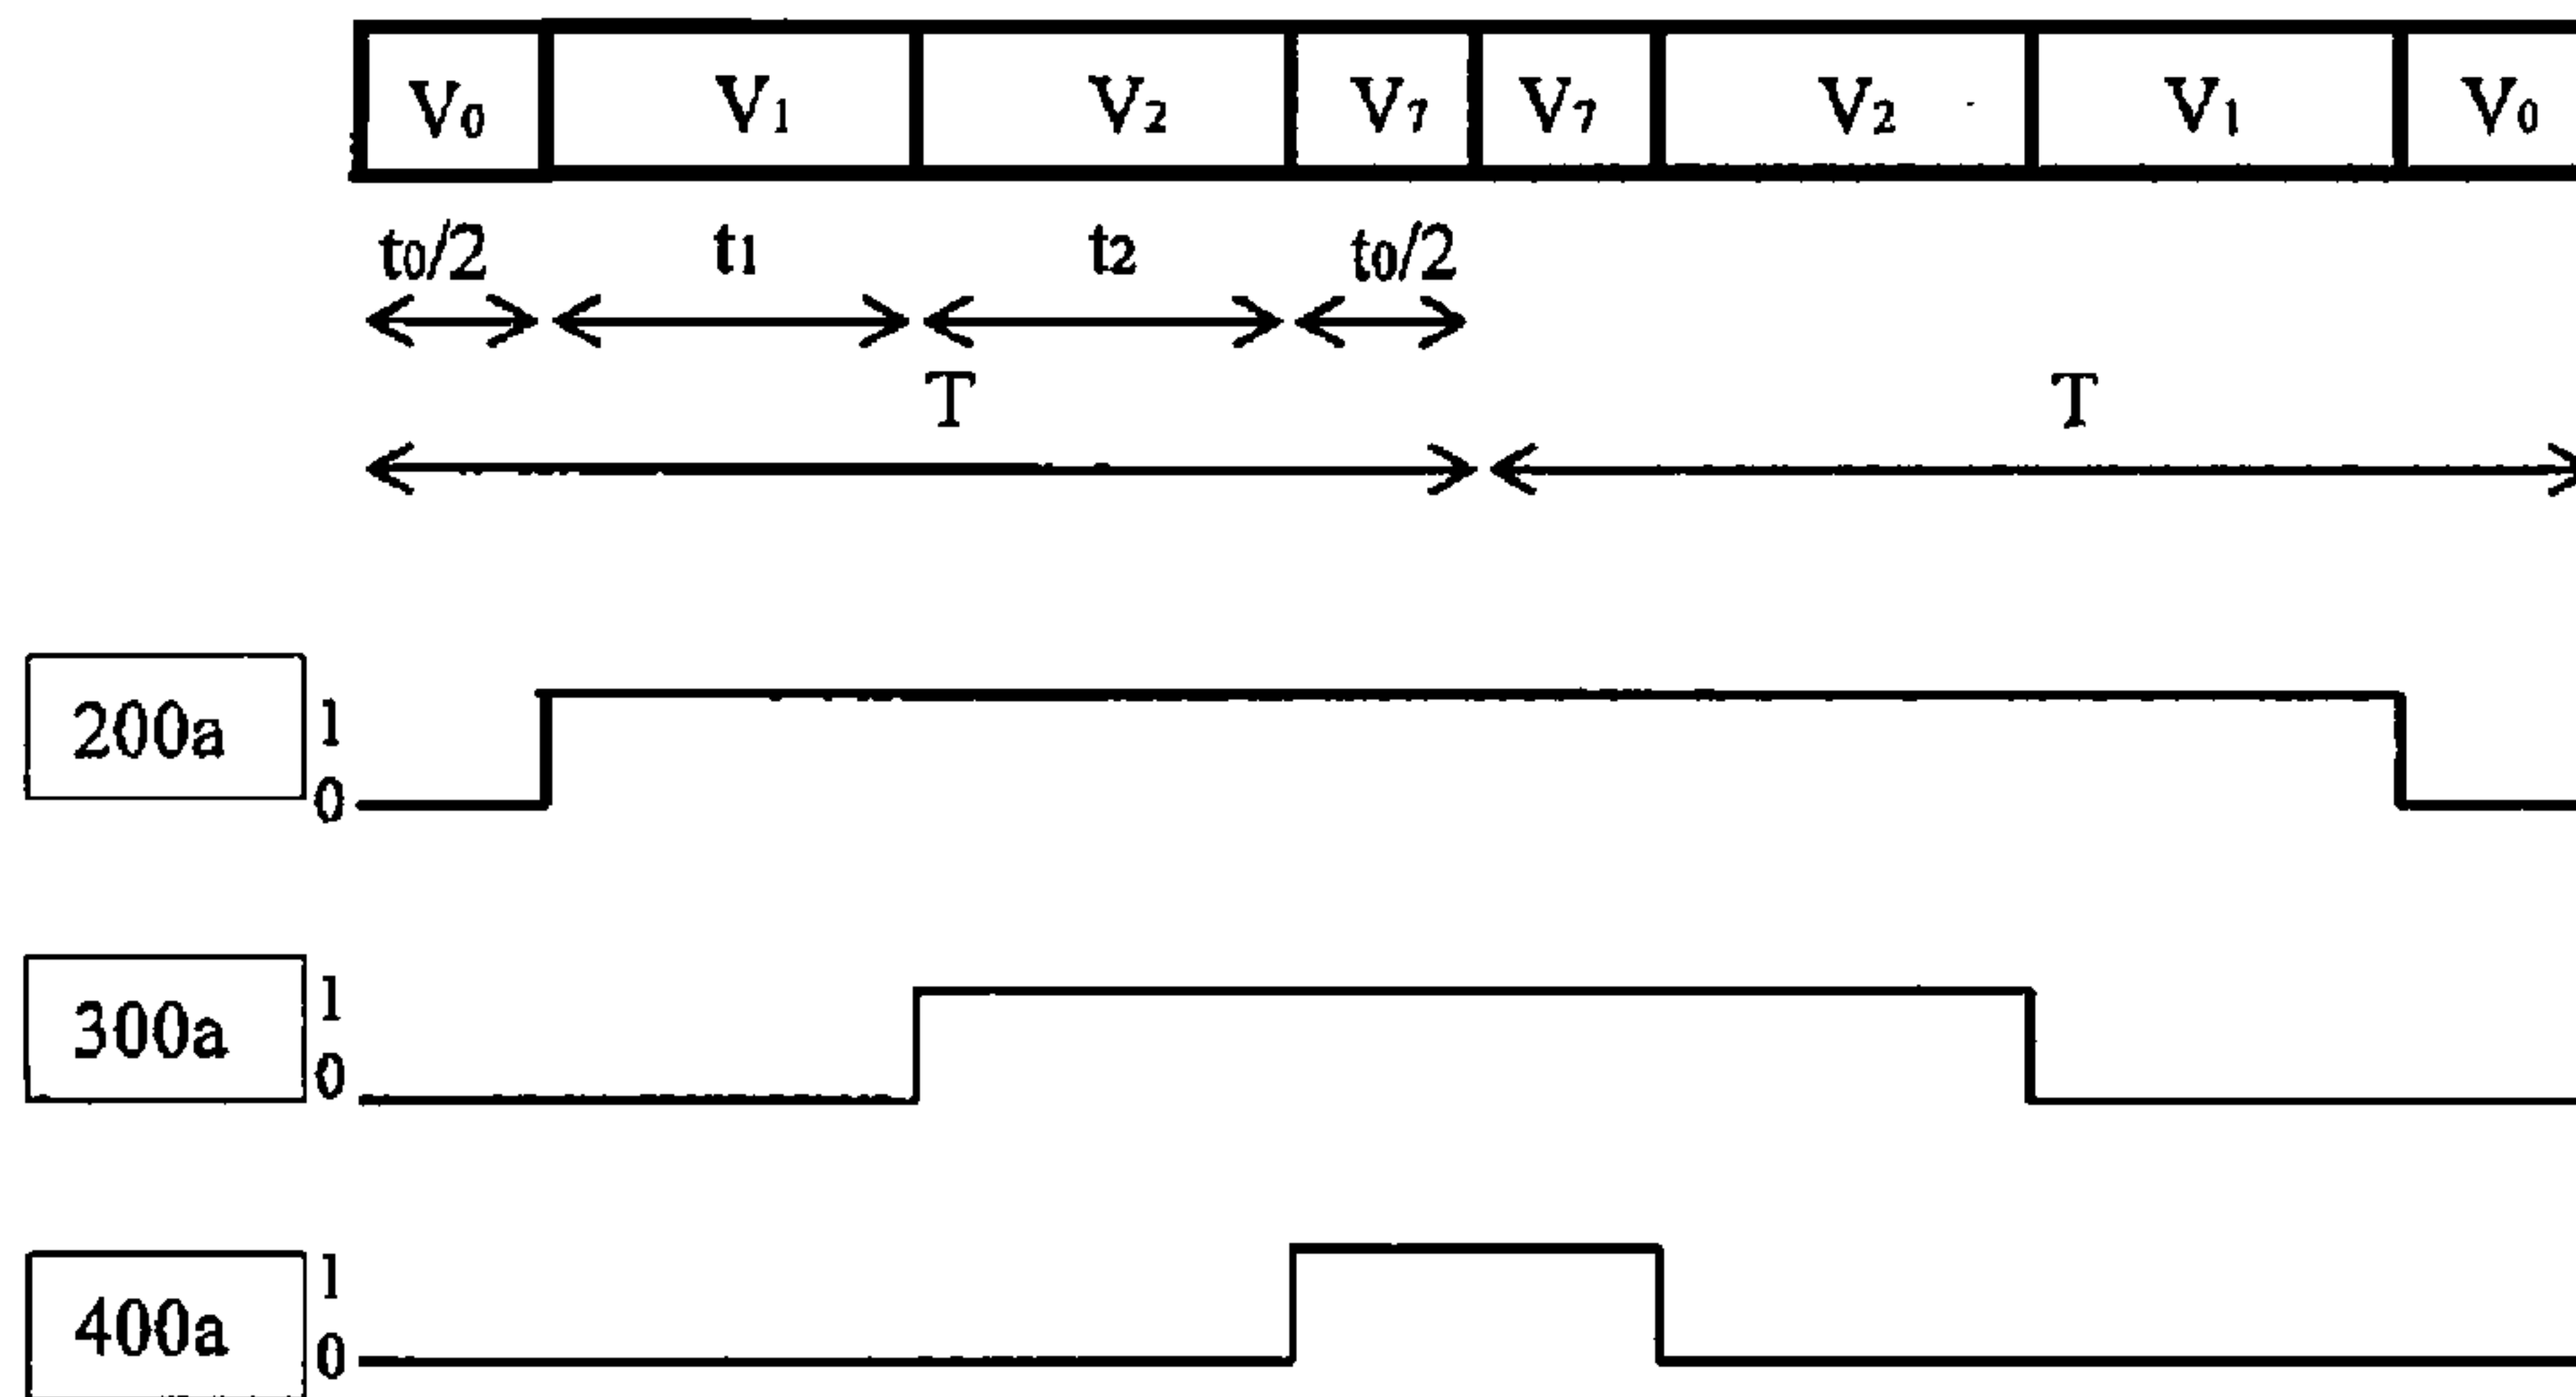 V₀ V₁ V₂ V₇ V₇ V₂ V₁ V₀
t₀/2 t₁ t₂ t₀/2
T T
200a 1
0
300a 1
0
400a 1
0